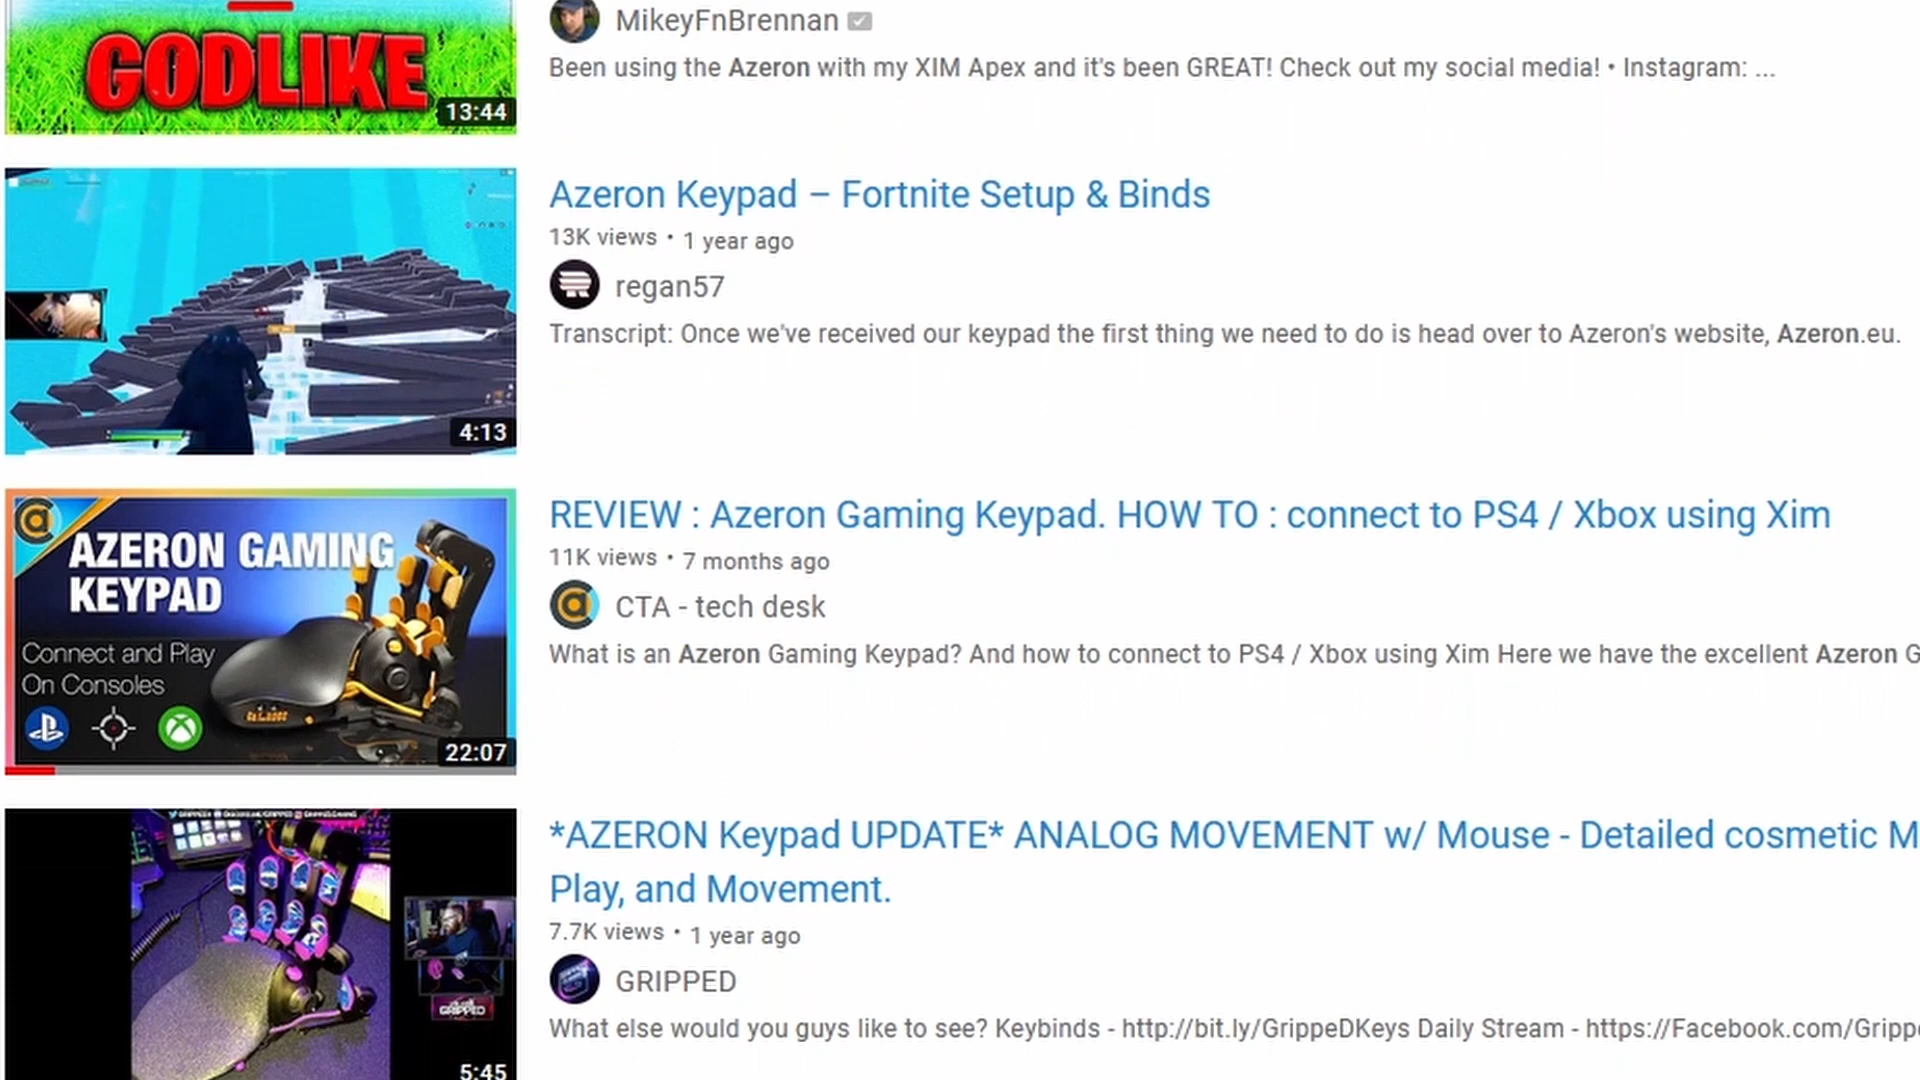 GODLIKE
13:44
MikeyFnBrennan
Been using the Azeron with my XIM Apex and it's been GREAT! Check out my social media! • Instagram: ...
4:13
Azeron Keypad – Fortnite Setup & Binds
13K views • 1 year ago
regan57
Transcript: Once we've received our keypad the first thing we need to do is head over to Azeron's website, Azeron.eu.
AZERON GAMING
KEYPAD
Connect and Play
On Consoles
22:07
REVIEW : Azeron Gaming Keypad. HOW TO : connect to PS4 / Xbox using Xim
11K views • 7 months ago
CTA - tech desk
What is an Azeron Gaming Keypad? And how to connect to PS4 / Xbox using Xim Here we have the excellent Azeron G
GRIPPED
5:45
*AZERON Keypad UPDATE* ANALOG MOVEMENT w/ Mouse - Detailed cosmetic M
Play, and Movement.
7.7K views • 1 year ago
GRIPPED
What else would you guys like to see? Keybinds - http://bit.ly/GrippeDKeys Daily Stream - https://Facebook.com/Gripp